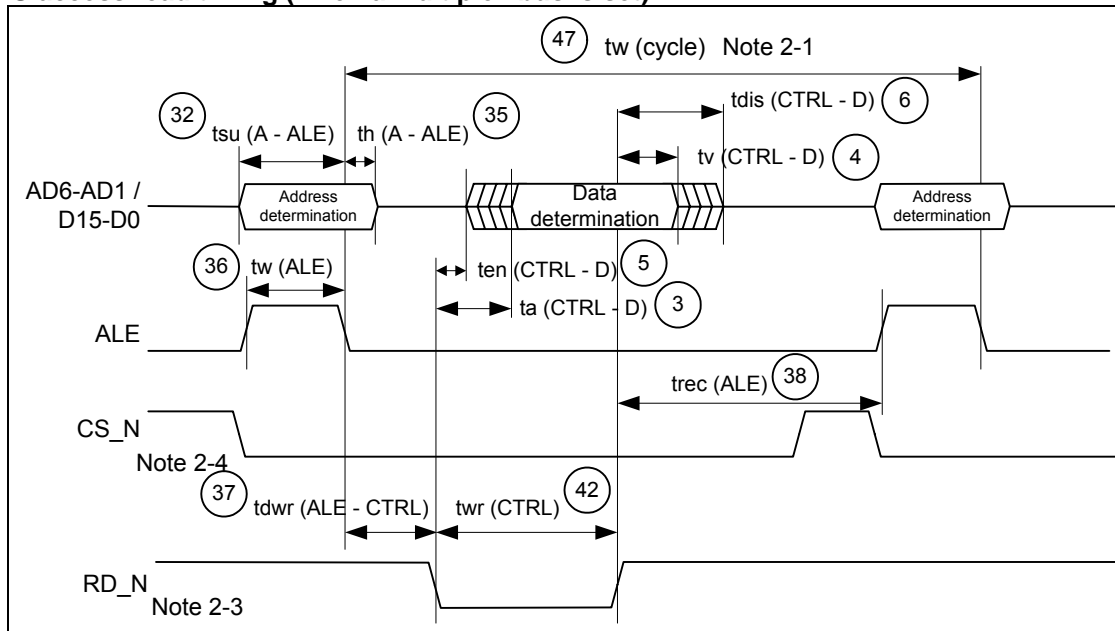 47 tw (cycle) Note 2-1
32 tsu (A - ALE) th (A - ALE) 35
tdis (CTRL - D) 6
tv (CTRL - D) 4
AD6-AD1 /
D15-D0
Address
determination
Data
determination
Address
determination
36 tw (ALE)
ten (CTRL - D) 5
ta (CTRL - D) 3
ALE
trec (ALE) 38
CS_N
Note 2-4
37 tdwr (ALE - CTRL) twr (CTRL) 42
RD_N
Note 2-3